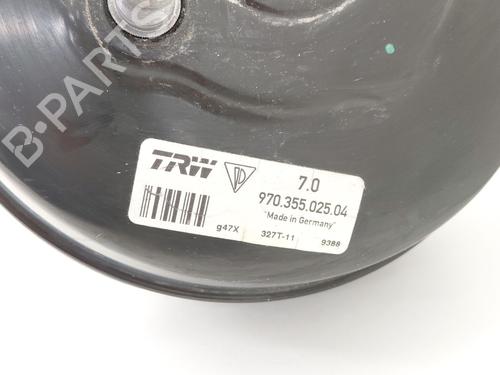 B-PARTS
TRW
7.0
970.355.025.04
"Made in Germany"
g47X 327T-11 9388